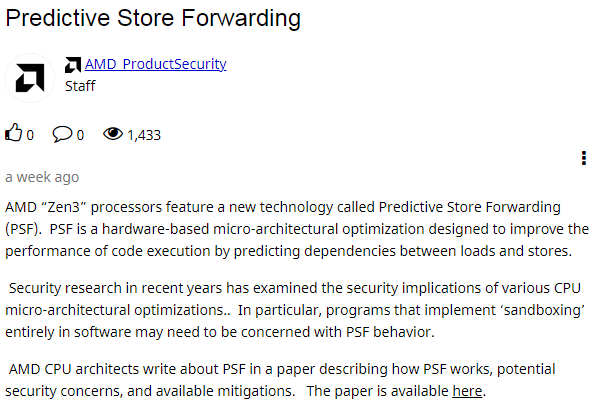 Predictive Store Forwarding
AMD_ProductSecurity
Staff
0 0 1,433
a week ago
AMD “Zen3” processors feature a new technology called Predictive Store Forwarding
(PSF).  PSF is a hardware-based micro-architectural optimization designed to improve the
performance of code execution by predicting dependencies between loads and stores.
Security research in recent years has examined the security implications of various CPU
micro-architectural optimizations..  In particular, programs that implement ‘sandboxing’
entirely in software may need to be concerned with PSF behavior.
AMD CPU architects write about PSF in a paper describing how PSF works, potential
security concerns, and available mitigations.   The paper is available here.